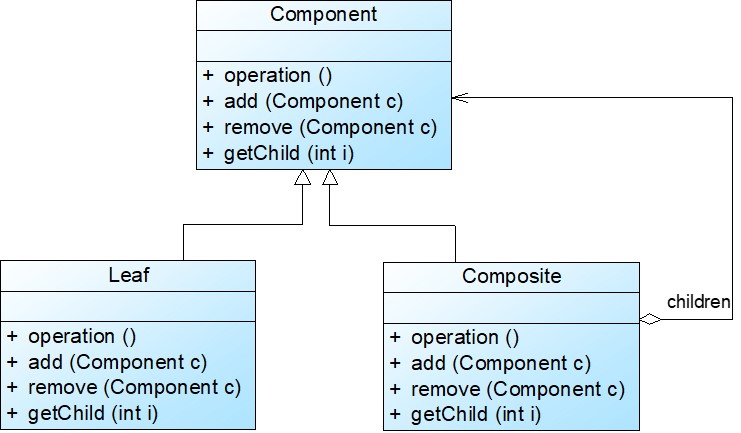 Component
+ operation ()
+ add (Component c)
+ remove (Component c)
+ getChild (int i)
Leaf
+ operation ()
+ add (Component c)
+ remove (Component c)
+ getChild (int i)
Composite
+ operation ()
+ add (Component c)
+ remove (Component c)
+ getChild (int i)
children